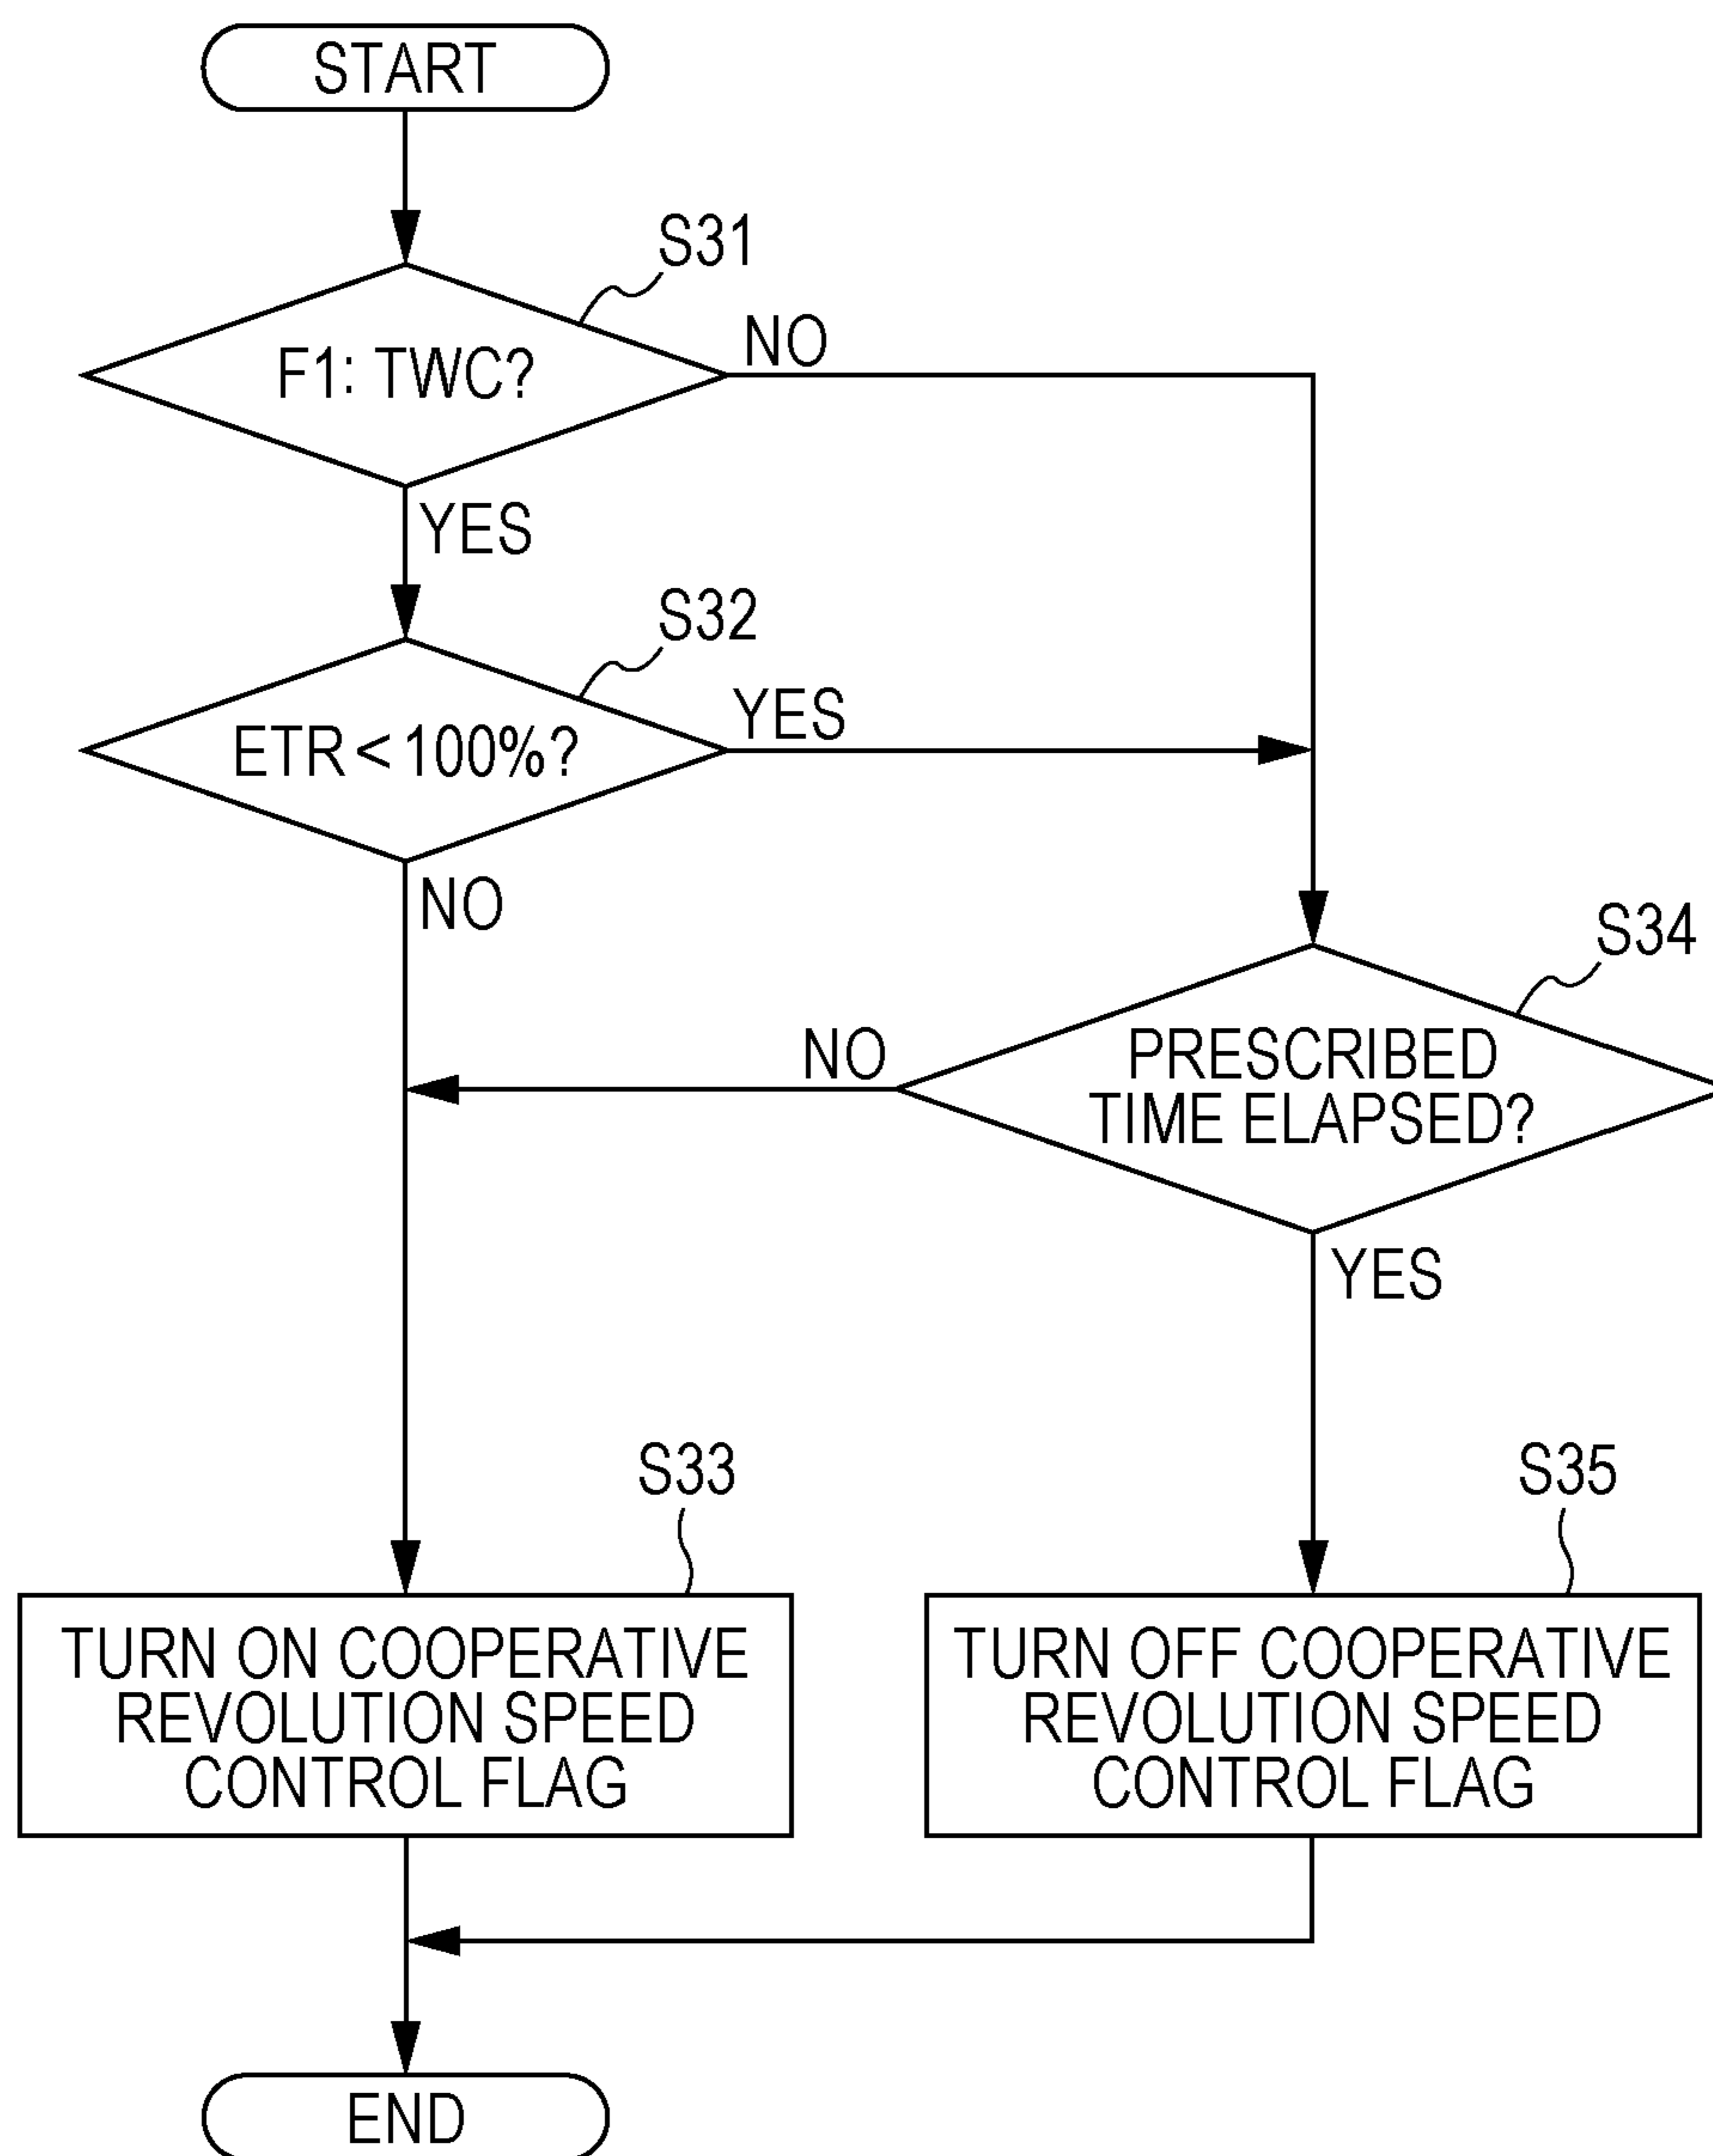 START
S31
F1: TWC?
NO
YES
S32
ETR<100%?
YES
NO
S34
NO
PRESCRIBED
TIME ELAPSED?
YES
S33
S35
TURN ON COOPERATIVE
REVOLUTION SPEED
CONTROL FLAG
TURN OFF COOPERATIVE
REVOLUTION SPEED
CONTROL FLAG
END